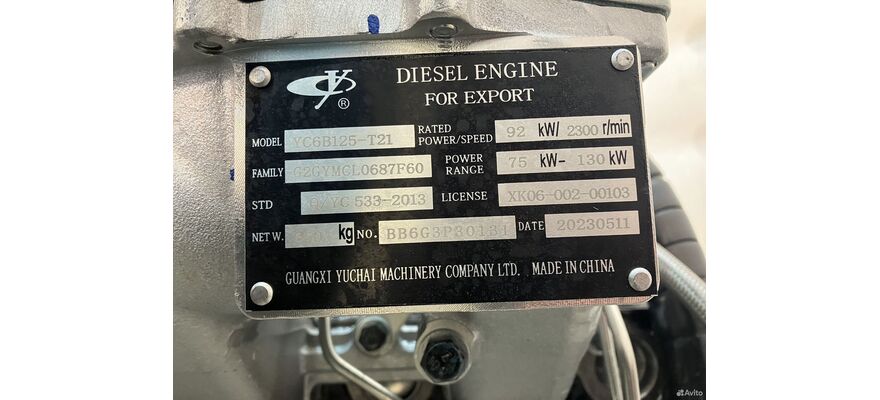 DIESEL ENGINE
FOR EXPORT
MODEL YC6B125-T21 RATED POWER/SPEED 92 kW/ 2300 r/min
FAMILY G2GYMCL0687F60 POWER RANGE 75 kW- 130 kW
STD Q/YC 533-2013 LICENSE XK06-002-00103
NET W. kg NO. BB6G3P30131 DATE 20230511
GUANGXI YUCHAI MACHINERY COMPANY LTD. MADE IN CHINA
Avito